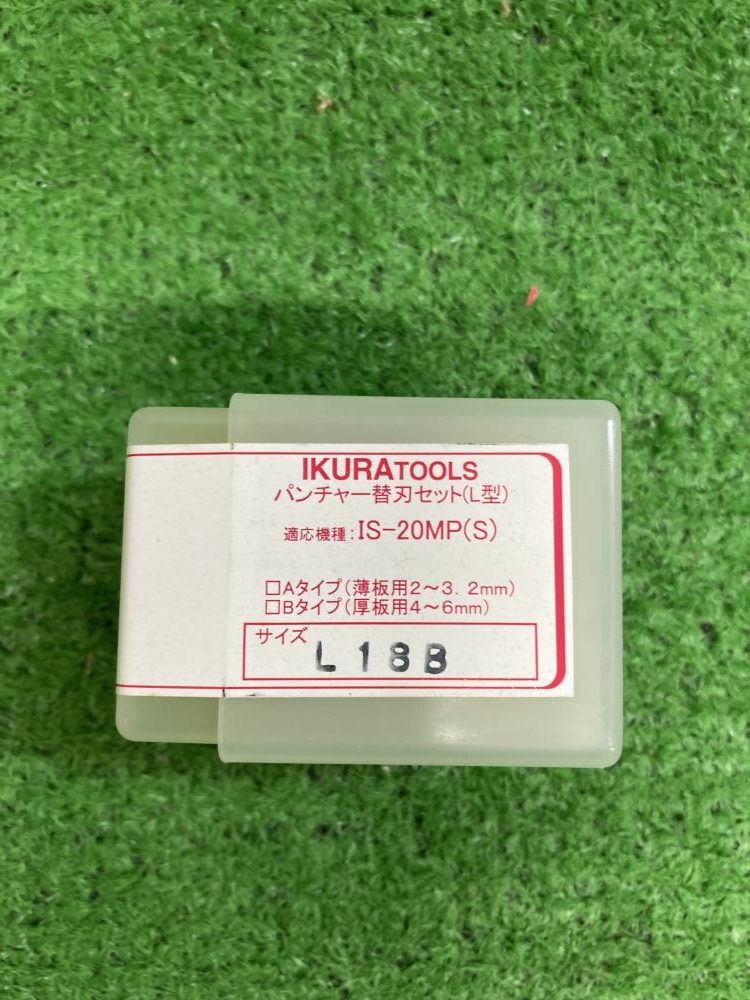 IKURATOOLS
パンチャー替刃セット(L型)
適応機種:IS-20MP(S)
□Aタイプ(薄板用2～3.2mm)
□Bタイプ(厚板用4～6mm)
サイズ
L18B